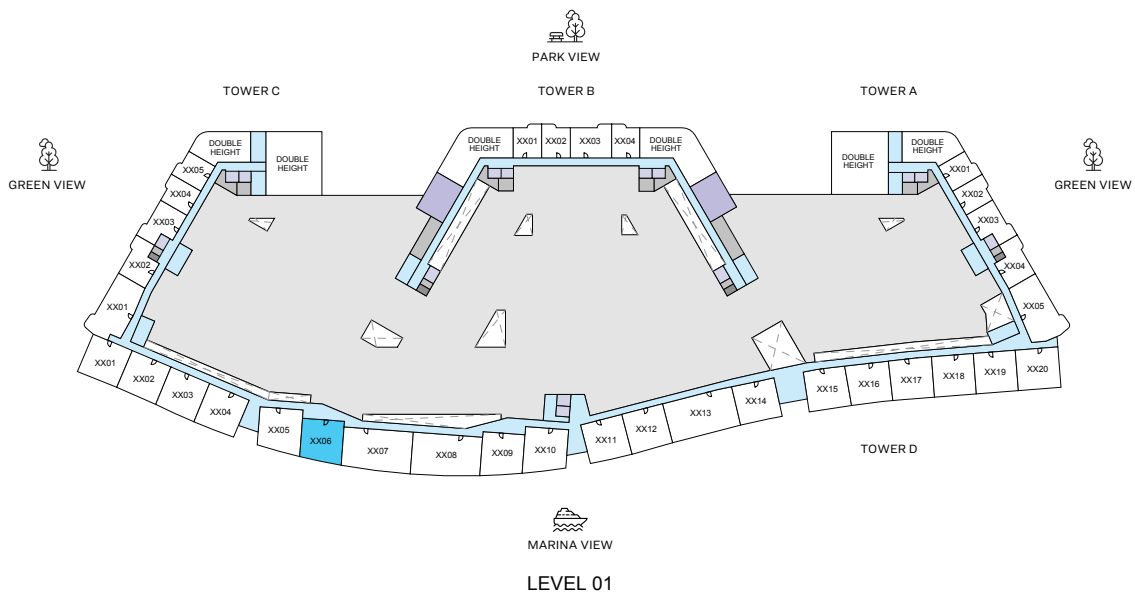 PARK VIEW
TOWER C
TOWER B
TOWER A
GREEN VIEW
GREEN VIEW
DOUBLE
HEIGHT
DOUBLE
HEIGHT
XX05
XX04
XX03
XX02
XX01
DOUBLE
HEIGHT
XX01
XX02
XX03
XX04
DOUBLE
HEIGHT
DOUBLE
HEIGHT
DOUBLE
HEIGHT
XX01
XX02
XX03
XX04
XX05
XX01
XX02
XX03
XX04
XX05
XX06
XX07
XX08
XX09
XX10
XX11
XX12
XX13
XX14
XX15
XX16
XX17
XX18
XX19
XX20
TOWER D
MARINA VIEW
LEVEL 01